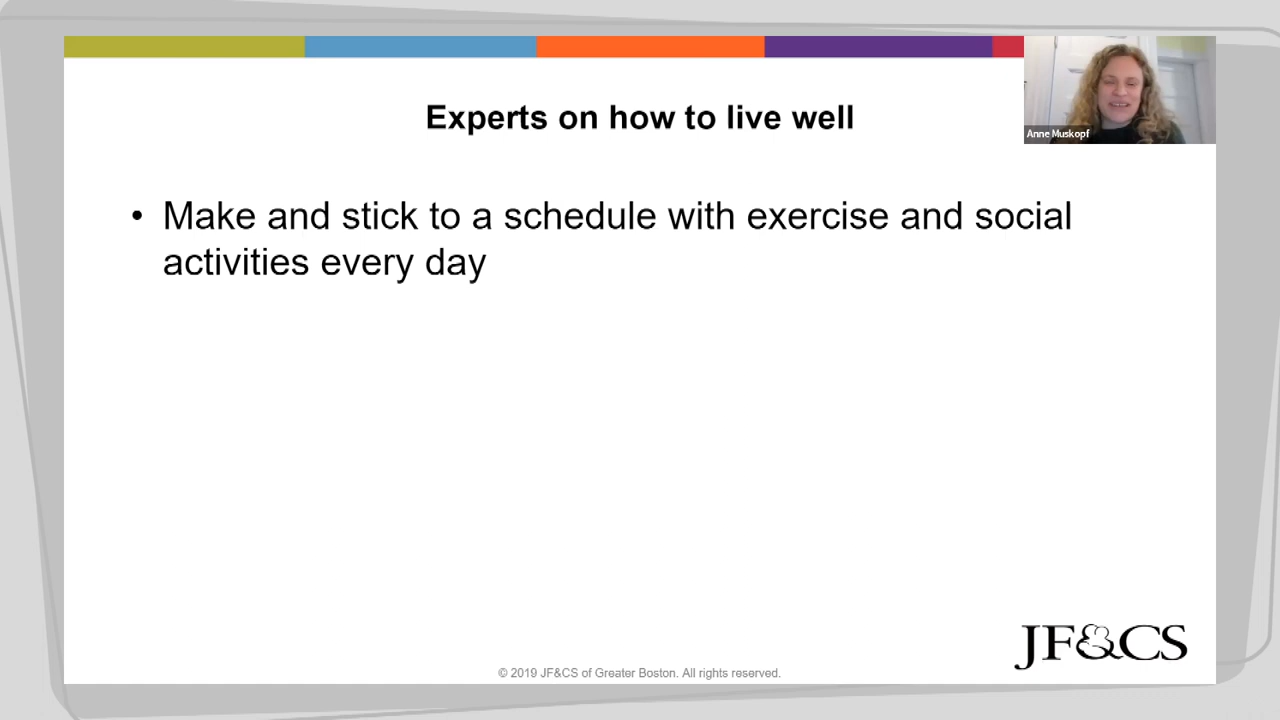 Experts on how to live well
Anne Muskopf
• Make and stick to a schedule with exercise and social
activities every day
JF&CS
© 2019 JF&CS of Greater Boston. All rights reserved.